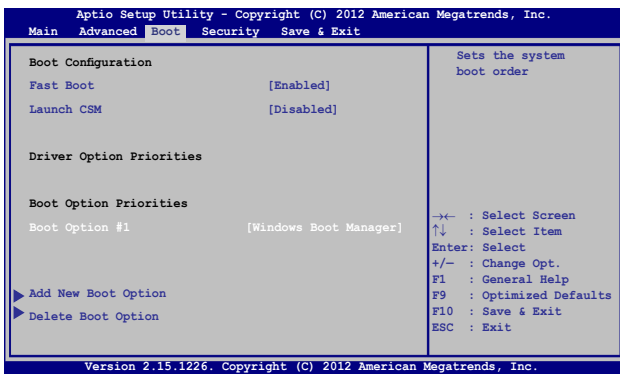 Aptio Setup Utility - Copyright (C) 2012 American Megatrends, Inc.
Main Advanced Boot Security Save & Exit
Boot Configuration
Fast Boot [Enabled]
Launch CSM [Disabled]
Driver Option Priorities
Boot Option Priorities
Boot Option #1 [Windows Boot Manager]
Add New Boot Option
Delete Boot Option
Sets the system
boot order
→← : Select Screen
↑↓ : Select Item
Enter: Select
+/— : Change Opt.
F1 : General Help
F9 : Optimized Defaults
F10 : Save & Exit
ESC : Exit
Version 2.15.1226. Copyright (C) 2012 American Megatrends, Inc.